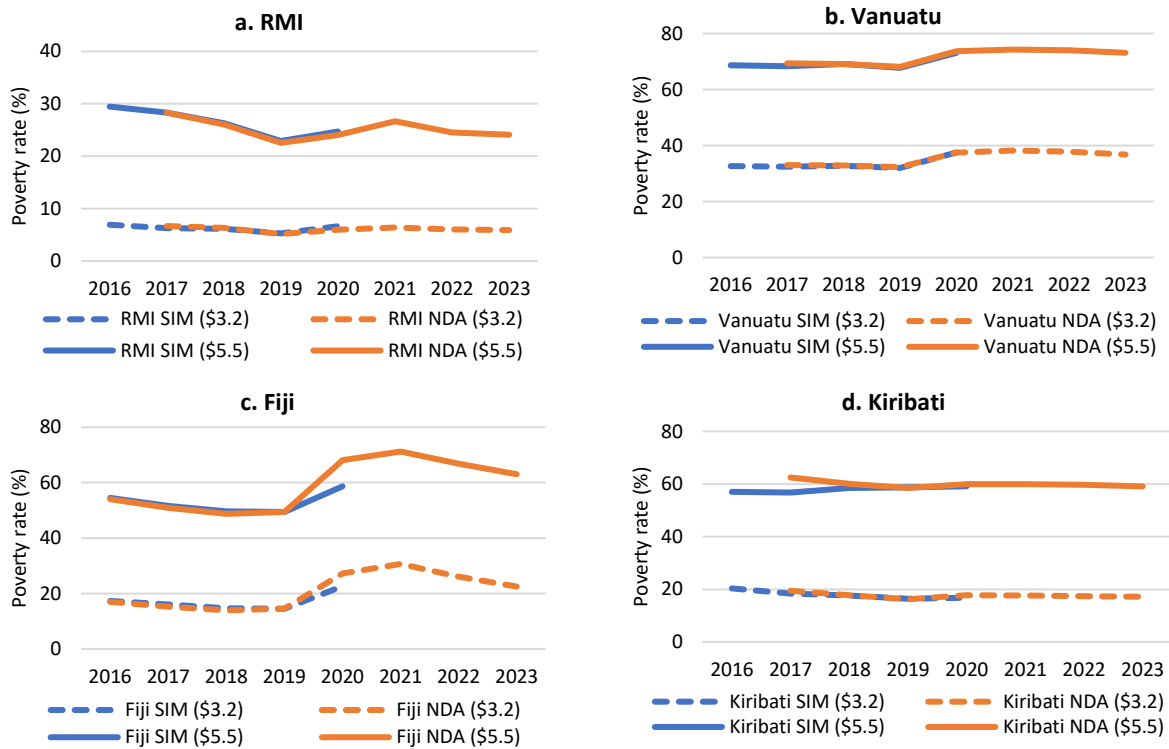 a. RMI
Poverty rate (%)
40
30
20
10
0
2016 2017 2018 2019 2020 2021 2022 2023
RMI SIM ($3.2) RMI NDA ($3.2)
RMI SIM ($5.5) RMI NDA ($5.5)
b. Vanuatu
Poverty rate (%)
80
60
40
20
0
2016 2017 2018 2019 2020 2021 2022 2023
Vanuatu SIM ($3.2) Vanuatu NDA ($3.2)
Vanuatu SIM ($5.5) Vanuatu NDA ($5.5)
c. Fiji
Poverty rate (%)
80
60
40
20
0
2016 2017 2018 2019 2020 2021 2022 2023
Fiji SIM ($3.2) Fiji NDA ($3.2)
Fiji SIM ($5.5) Fiji NDA ($5.5)
d. Kiribati
Poverty rate (%)
80
60
40
20
0
2016 2017 2018 2019 2020 2021 2022 2023
Kiribati SIM ($3.2) Kiribati NDA ($3.2)
Kiribati SIM ($5.5) Kiribati NDA ($5.5)